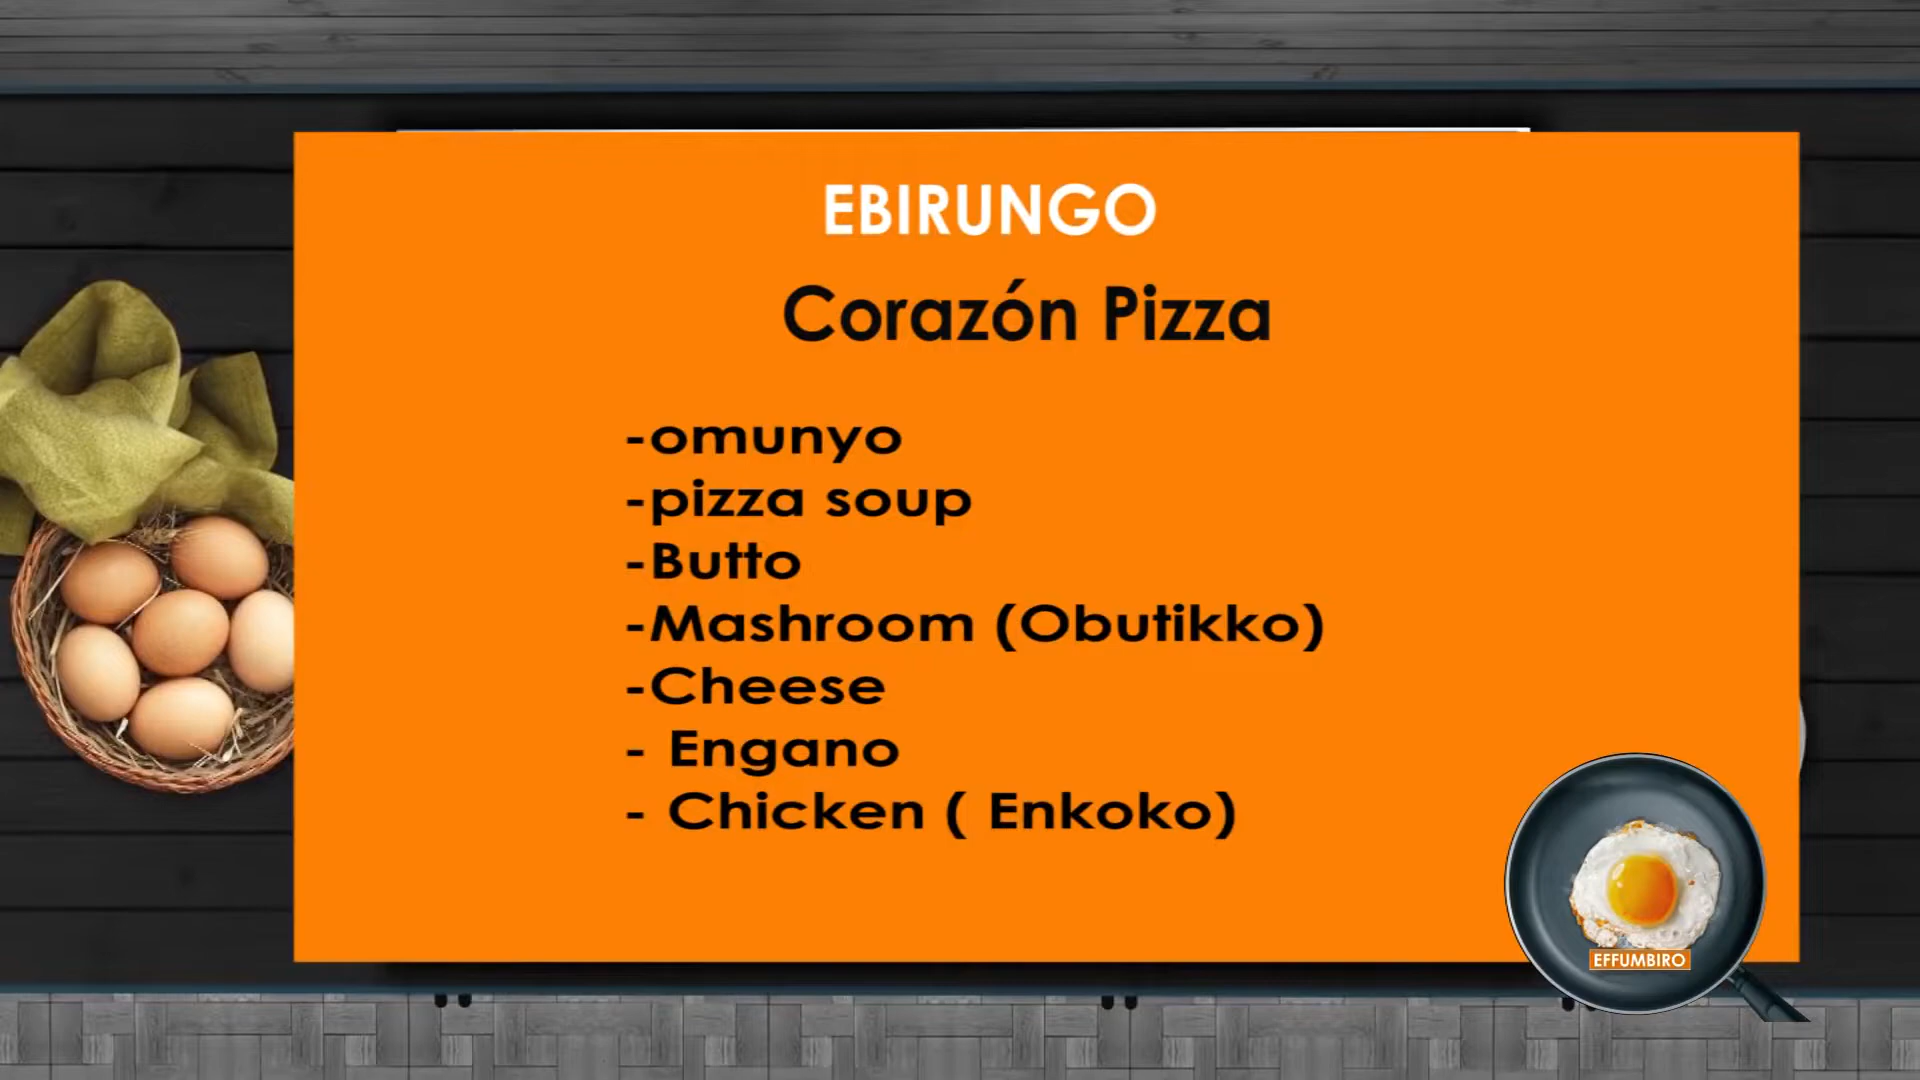 EBIRUNGO
Corazón Pizza
-omunyo
-pizza soup
-Butto
-Mashroom (Obutikko)
-Cheese
- Engano
- Chicken ( Enkoko)
EFFUMBIRO